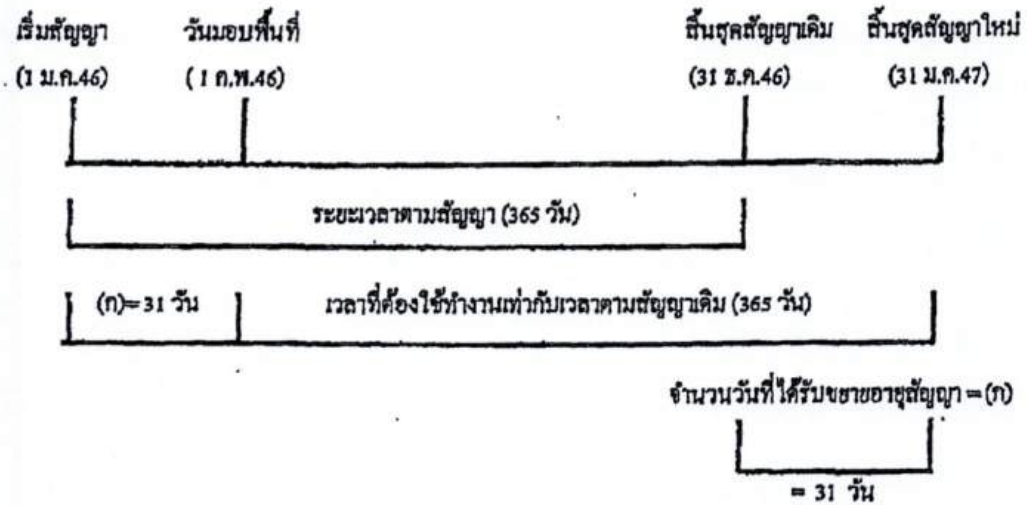 เริ่มสัญญา วันมอบพื้นที่ สิ้นสุดสัญญาเดิม สิ้นสุดสัญญาใหม่
(1 ม.ค.46) (1 ก.พ.46) (31 ธ.ค.46) (31 ม.ค.47)
ระยะเวลาตามสัญญา (365 วัน)
(ก)=31 วัน เวลาที่ต้องใช้ทำงานเท่ากับเวลาตามสัญญาเดิม (365 วัน)
จำนวนวันที่ได้รับขยายอายุสัญญา = (ก)
= 31 วัน